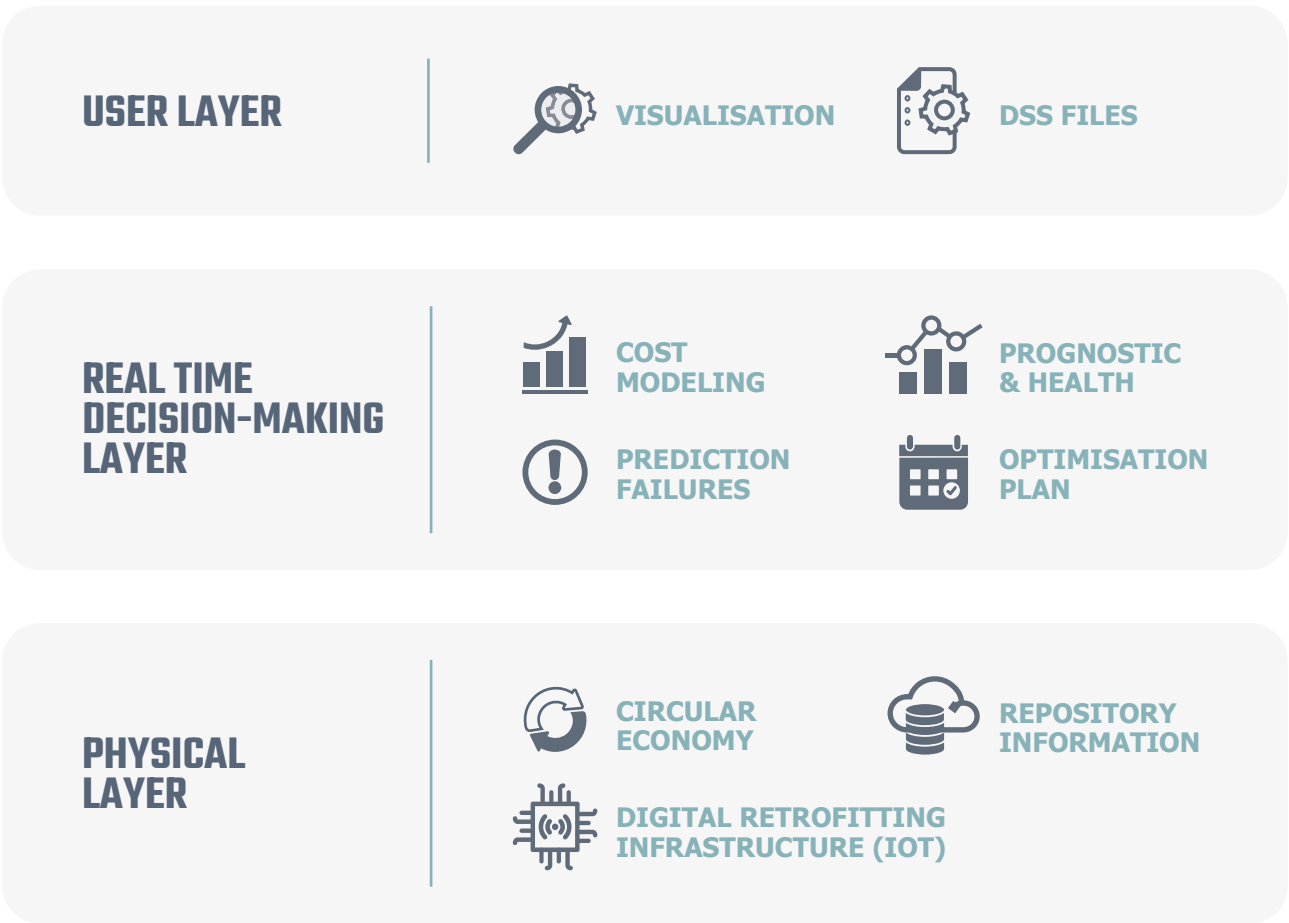 USER LAYER
VISUALISATION
DSS FILES
REAL TIME
DECISION-MAKING
LAYER
COST
MODELING
PROGNOSTIC
& HEALTH
PREDICTION
FAILURES
OPTIMISATION
PLAN
PHYSICAL
LAYER
CIRCULAR
ECONOMY
REPOSITORY
INFORMATION
DIGITAL RETROFITTING
INFRASTRUCTURE (IOT)